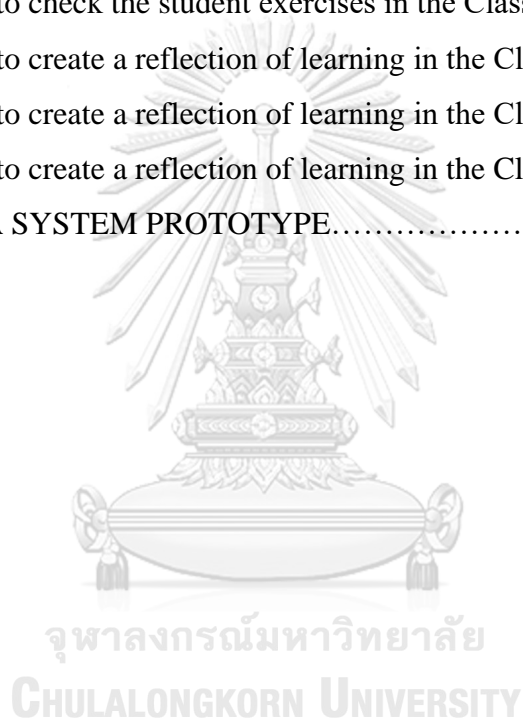 to check the student exercises in the Clas
to create a reflection of learning in the Cl
to create a reflection of learning in the Cl
to create a reflection of learning in the Cl
A SYSTEM PROTOTYPE………………
จุฬาลงกรณ์มหาวิทยาลัย
CHULALONGKORN UNIVERSITY